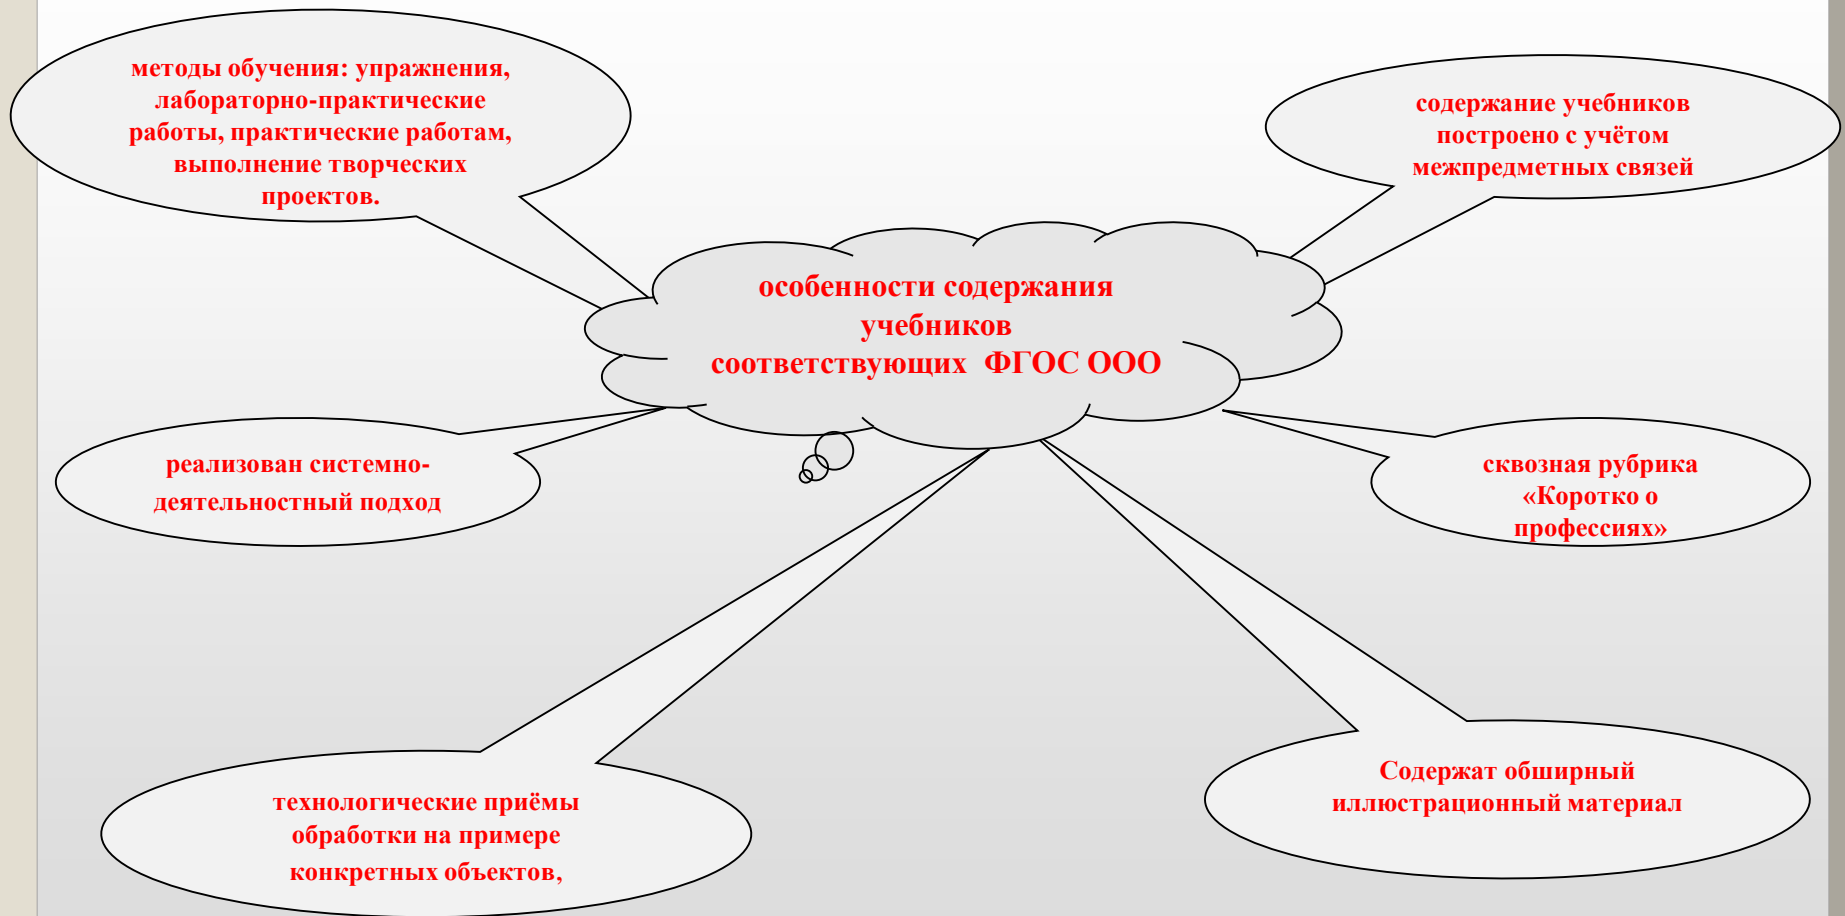 методы обучения: упражнения,
лабораторно-практические
работы, практические работам,
выполнение творческих
проектов.
содержание учебников
построено с учётом
межпредметных связей
особенности содержания
учебников
соответствующих ФГОС ООО
реализован системно-
деятельностный подход
сквозная рубрика
«Коротко о
профессиях»
технологические приёмы
обработки на примере
конкретных объектов,
Содержат обширный
иллюстрационный материал